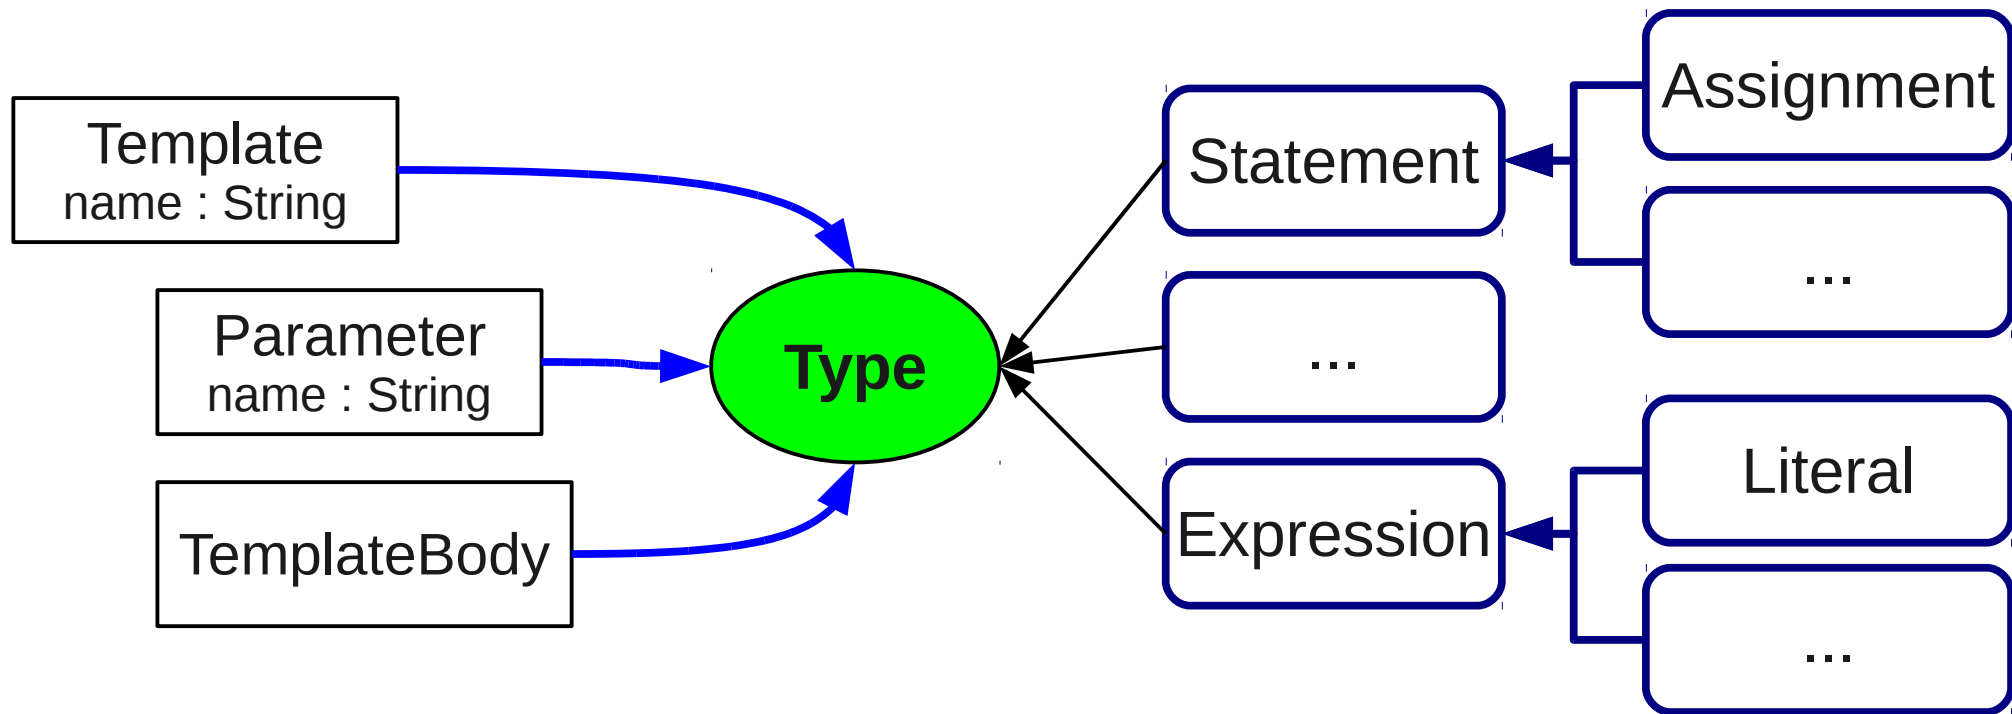 Template
name : String
Parameter
name : String
TemplateBody
Type
Statement
...
Expression
Assignment
...
Literal
...